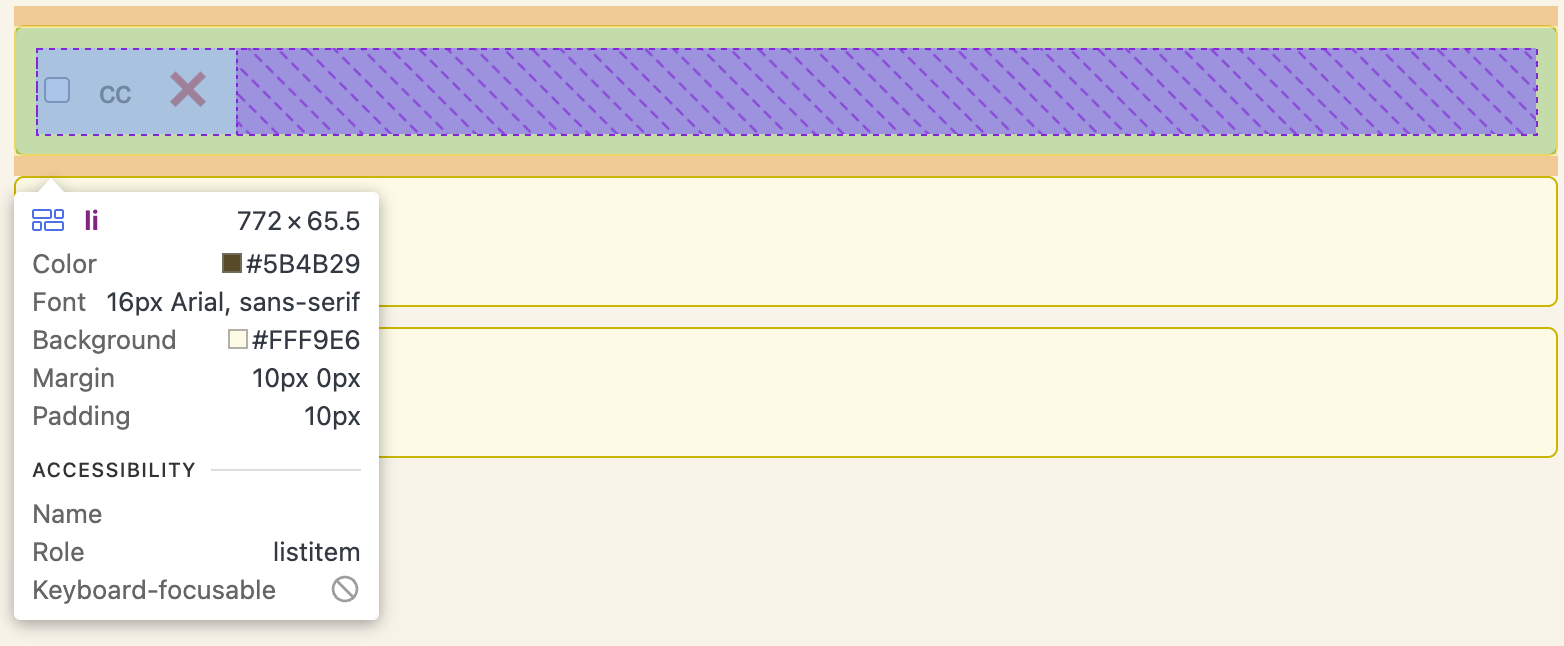 cc
li 772 × 65.5
Color #5B4B29
Font 16px Arial, sans-serif
Background #FFF9E6
Margin 10px 0px
Padding 10px
ACCESSIBILITY
Name
Role listitem
Keyboard-focusable